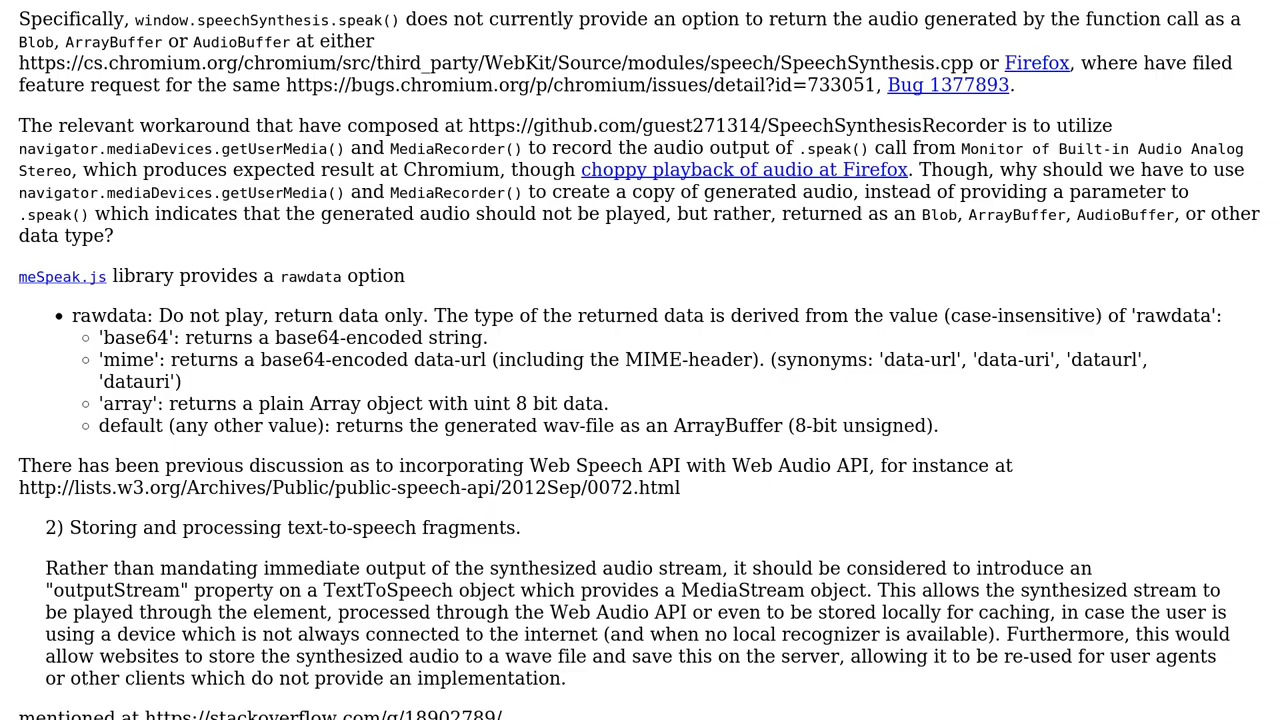 Specifically, window.speechSynthesis.speak() does not currently provide an option to return the audio generated by the function call as a
Blob, ArrayBuffer or AudioBuffer at either
https://cs.chromium.org/chromium/src/third_party/WebKit/Source/modules/speech/SpeechSynthesis.cpp or Firefox, where have filed
feature request for the same https://bugs.chromium.org/p/chromium/issues/detail?id=733051, Bug 1377893.
The relevant workaround that have composed at https://github.com/guest271314/SpeechSynthesisRecorder is to utilize
navigator.mediaDevices.getUserMedia() and MediaRecorder() to record the audio output of .speak() call from Monitor of Built-in Audio Analog
Stereo, which produces expected result at Chromium, though choppy playback of audio at Firefox. Though, why should we have to use
navigator.mediaDevices.getUserMedia() and MediaRecorder() to create a copy of generated audio, instead of providing a parameter to
.speak() which indicates that the generated audio should not be played, but rather, returned as an Blob, ArrayBuffer, AudioBuffer, or other
data type?
meSpeak.js library provides a rawdata option
• rawdata: Do not play, return data only. The type of the returned data is derived from the value (case-insensitive) of 'rawdata':
◦ 'base64': returns a base64-encoded string.
◦ 'mime': returns a base64-encoded data-url (including the MIME-header). (synonyms: 'data-url', 'data-uri', 'dataurl',
'datauri')
◦ 'array': returns a plain Array object with uint 8 bit data.
◦ default (any other value): returns the generated wav-file as an ArrayBuffer (8-bit unsigned).
There has been previous discussion as to incorporating Web Speech API with Web Audio API, for instance at
http://lists.w3.org/Archives/Public/public-speech-api/2012Sep/0072.html
2) Storing and processing text-to-speech fragments.
Rather than mandating immediate output of the synthesized audio stream, it should be considered to introduce an
"outputStream" property on a TextToSpeech object which provides a MediaStream object. This allows the synthesized stream to
be played through the element, processed through the Web Audio API or even to be stored locally for caching, in case the user is
using a device which is not always connected to the internet (and when no local recognizer is available). Furthermore, this would
allow websites to store the synthesized audio to a wave file and save this on the server, allowing it to be re-used for user agents
or other clients which do not provide an implementation.
mentioned at https://stackoverflow.com/q/18902789/